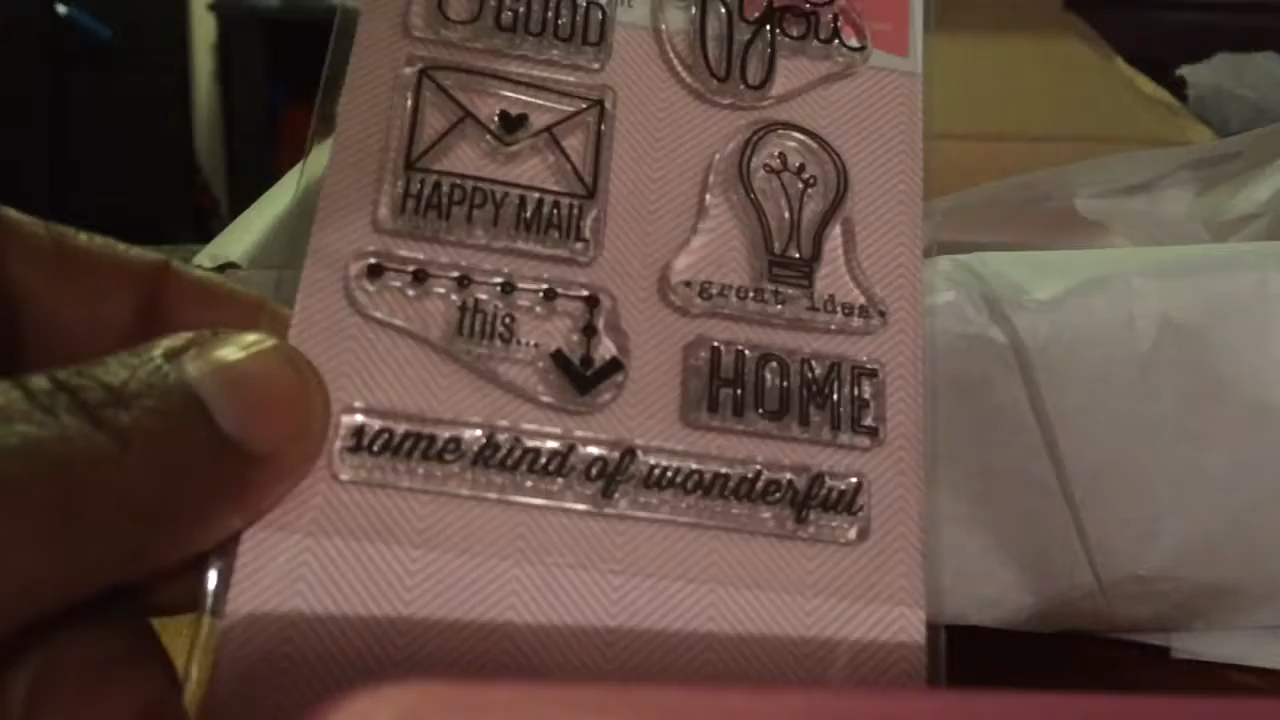 GOOD
you
HAPPY MAIL
great idea
this...
HOME
some kind of wonderful